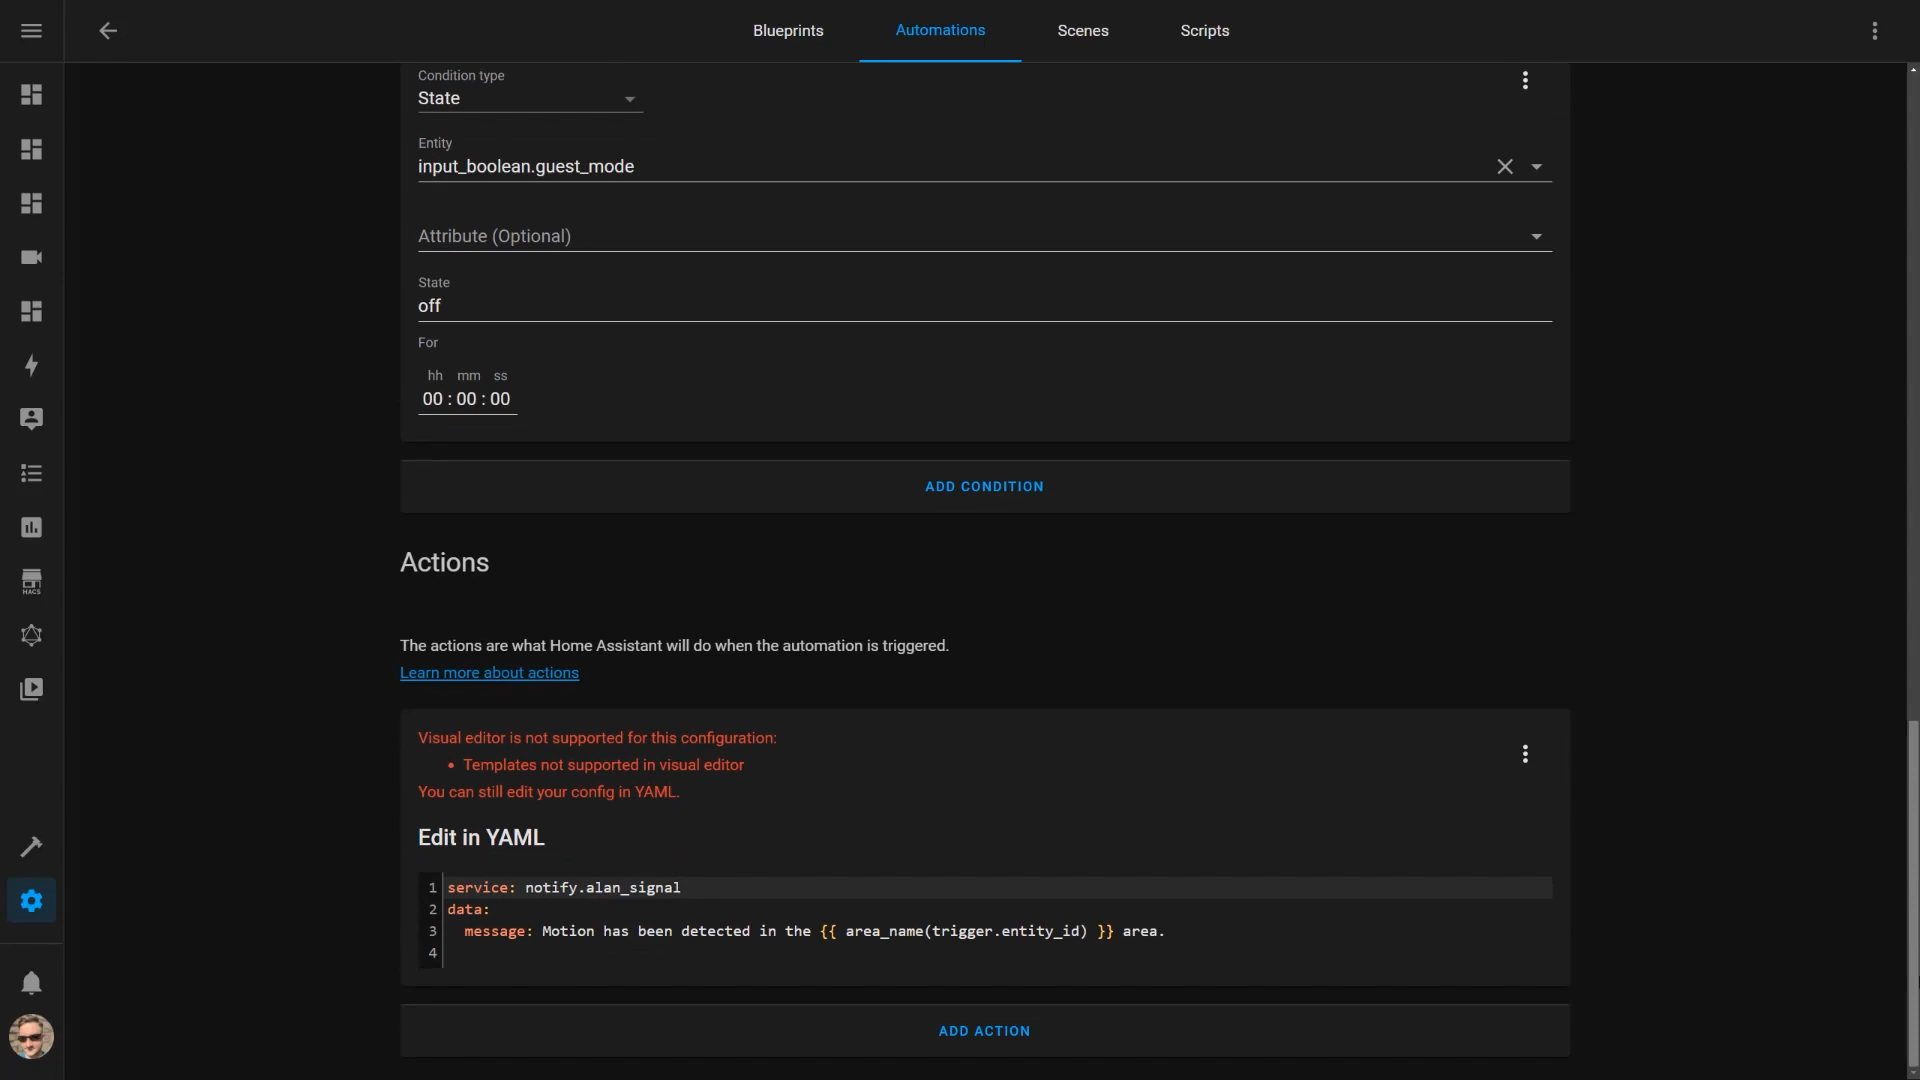 Blueprints
Automations
Scenes
Scripts
Condition type
State
Entity
input_boolean.guest_mode
Attribute (Optional)
State
off
For
hh mm ss
00 : 00 : 00
ADD CONDITION
Actions
The actions are what Home Assistant will do when the automation is triggered.
Learn more about actions
HACS
Visual editor is not supported for this configuration:
• Templates not supported in visual editor
You can still edit your config in YAML.
Edit in YAML
1 service: notify.alan_signal
2 data:
3 message: Motion has been detected in the {{ area_name(trigger.entity_id) }} area.
4
ADD ACTION